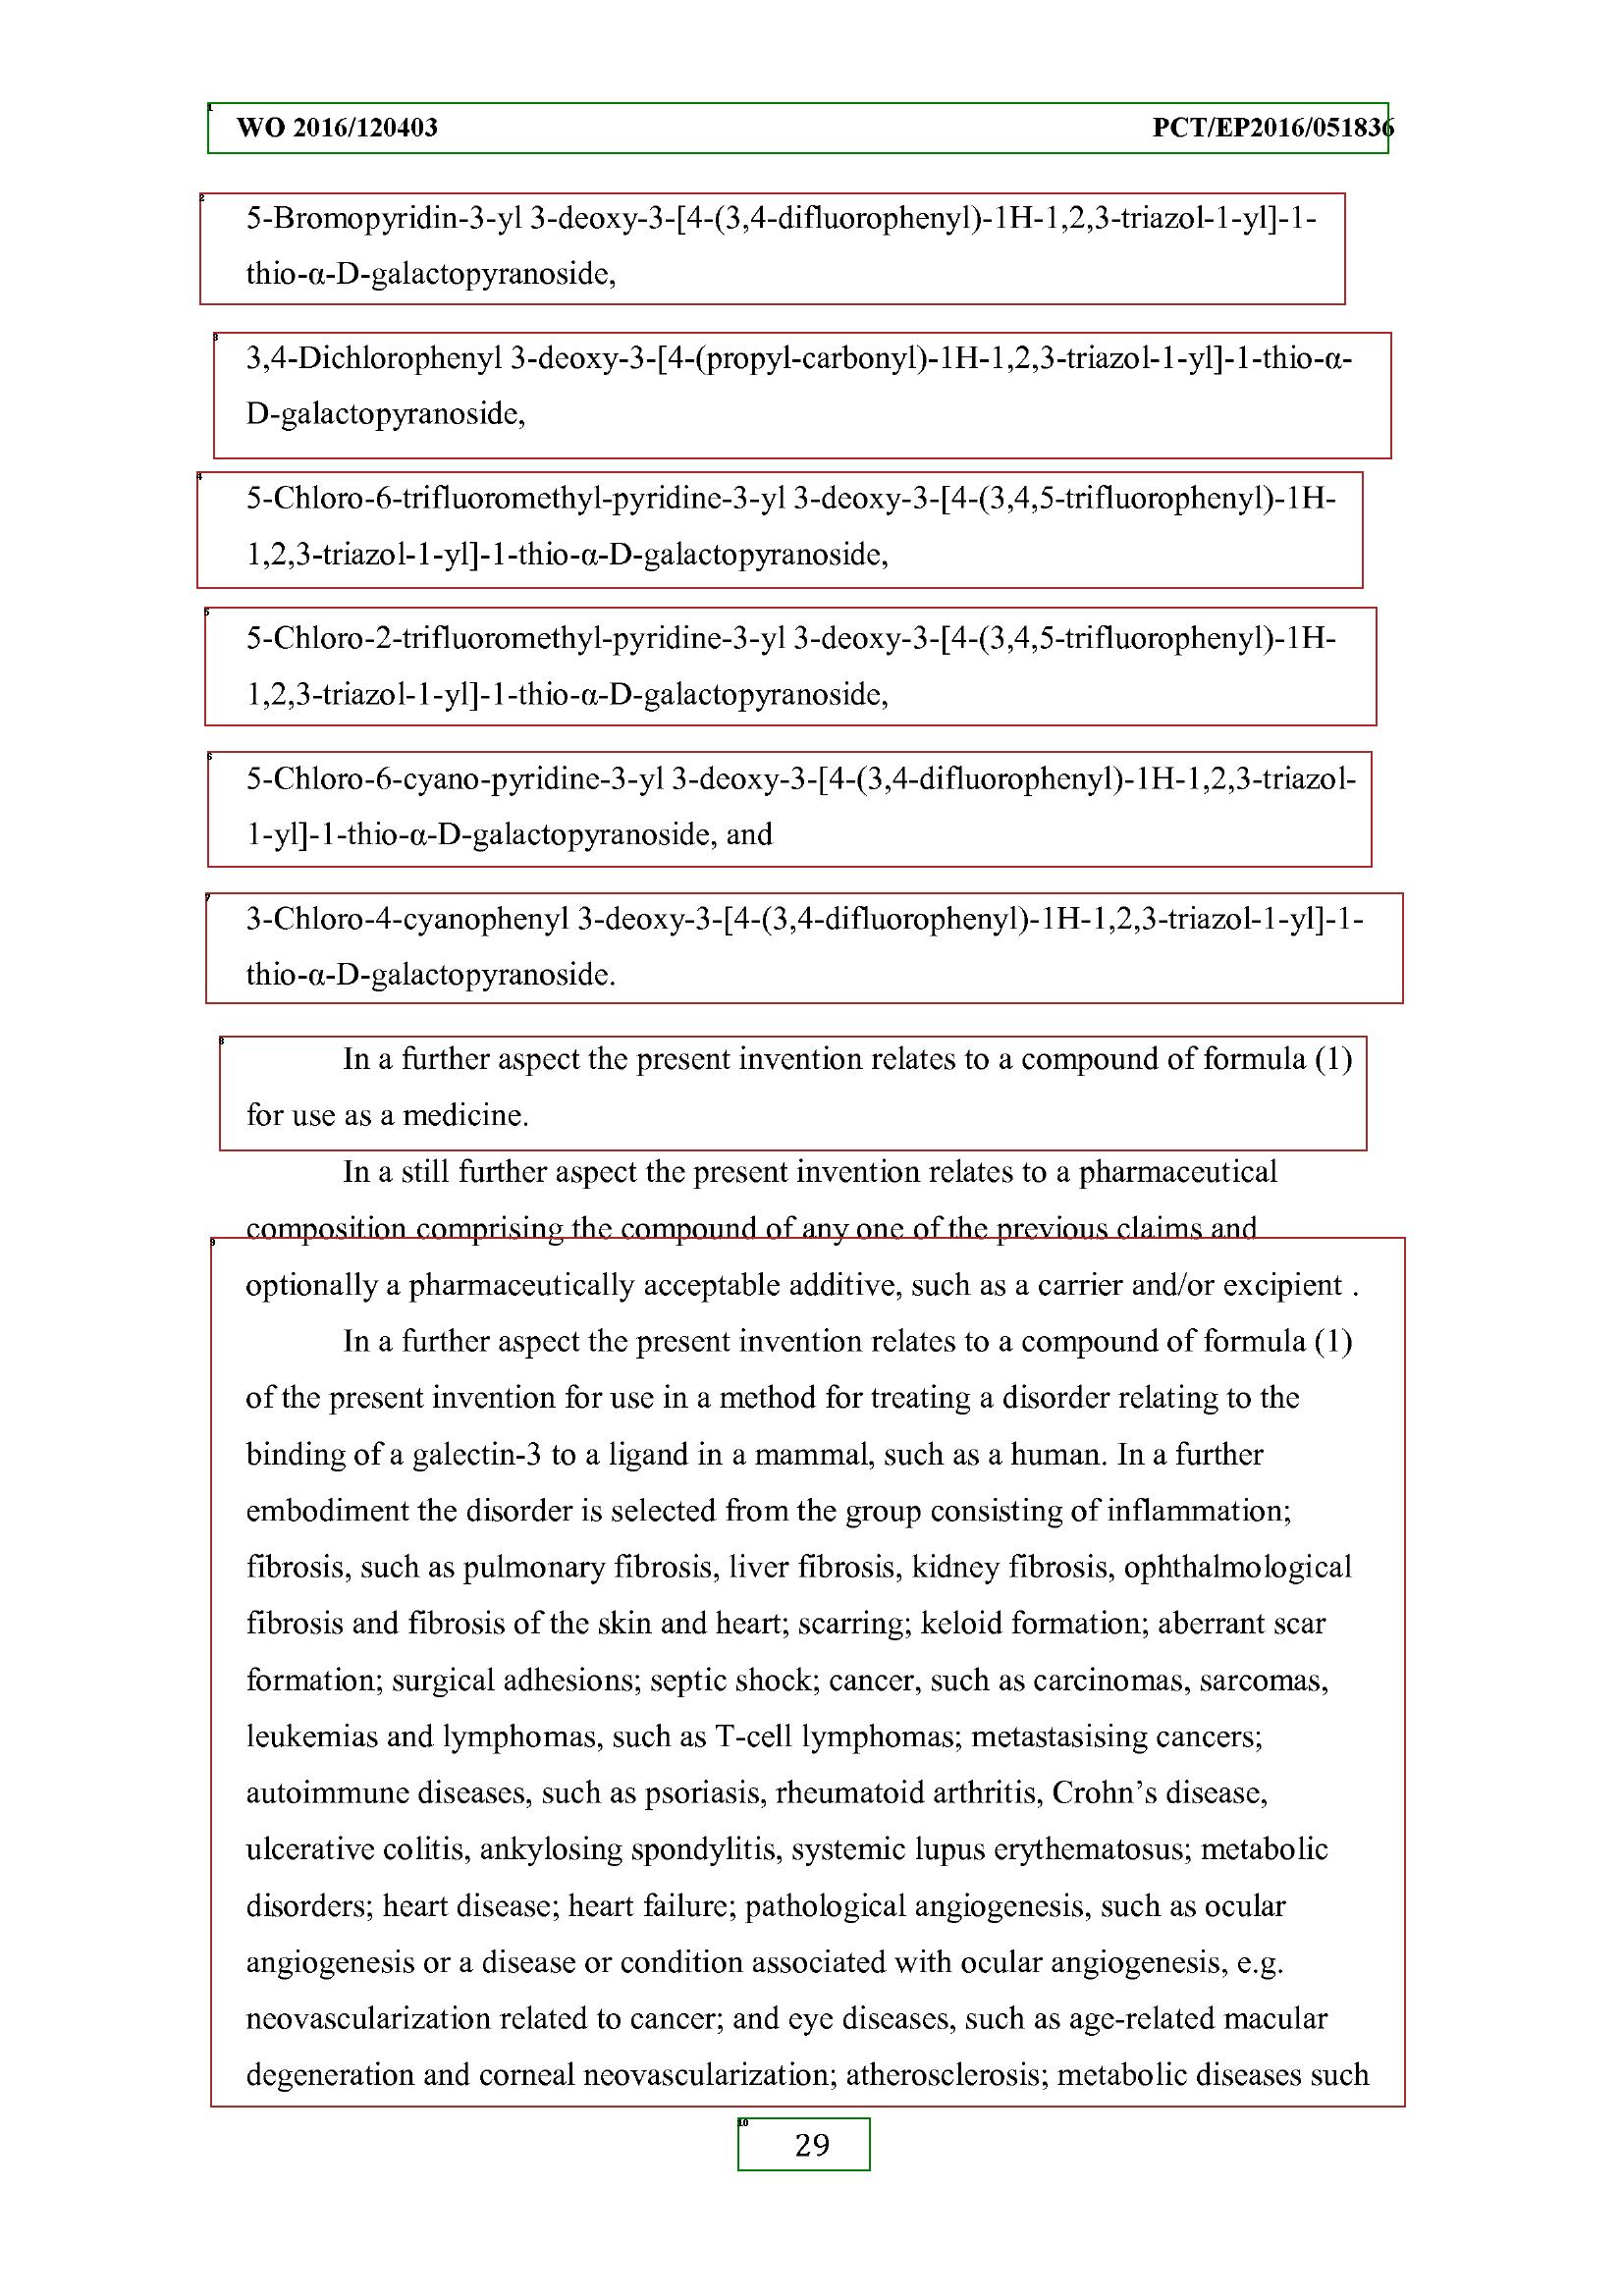 WO 2016/120403 PCT/EP2016/051836
5-Bromopyridin-3-yl 3-deoxy-3-[4-(3,4-difluorophenyl)-1H-1,2,3-triazol-1-yl]-1-
thio-α-D-galactopyranoside,
3,4-Dichlorophenyl 3-deoxy-3-[4-(propyl-carbonyl)-1H-1,2,3-triazol-1-yl]-1-thio-α-
D-galactopyranoside,
5-Chloro-6-trifluoromethyl-pyridine-3-yl 3-deoxy-3-[4-(3,4,5-trifluorophenyl)-1H-
1,2,3-triazol-1-yl]-1-thio-α-D-galactopyranoside,
5-Chloro-2-trifluoromethyl-pyridine-3-yl 3-deoxy-3-[4-(3,4,5-trifluorophenyl)-1H-
1,2,3-triazol-1-yl]-1-thio-α-D-galactopyranoside,
5-Chloro-6-cyano-pyridine-3-yl 3-deoxy-3-[4-(3,4-difluorophenyl)-1H-1,2,3-triazol-
1-yl]-1-thio-α-D-galactopyranoside, and
3-Chloro-4-cyanophenyl 3-deoxy-3-[4-(3,4-difluorophenyl)-1H-1,2,3-triazol-1-yl]-1-
thio-α-D-galactopyranoside.
In a further aspect the present invention relates to a compound of formula (1)
for use as a medicine.
In a still further aspect the present invention relates to a pharmaceutical
composition comprising the compound of any one of the previous claims and
optionally a pharmaceutically acceptable additive, such as a carrier and/or excipient .
In a further aspect the present invention relates to a compound of formula (1)
of the present invention for use in a method for treating a disorder relating to the
binding of a galectin-3 to a ligand in a mammal, such as a human. In a further
embodiment the disorder is selected from the group consisting of inflammation;
fibrosis, such as pulmonary fibrosis, liver fibrosis, kidney fibrosis, ophthalmological
fibrosis and fibrosis of the skin and heart; scarring; keloid formation; aberrant scar
formation; surgical adhesions; septic shock; cancer, such as carcinomas, sarcomas,
leukemias and lymphomas, such as T-cell lymphomas; metastasising cancers;
autoimmune diseases, such as psoriasis, rheumatoid arthritis, Crohn’s disease,
ulcerative colitis, ankylosing spondylitis, systemic lupus erythematosus; metabolic
disorders; heart disease; heart failure; pathological angiogenesis, such as ocular
angiogenesis or a disease or condition associated with ocular angiogenesis, e.g.
neovascularization related to cancer; and eye diseases, such as age-related macular
degeneration and corneal neovascularization; atherosclerosis; metabolic diseases such
29